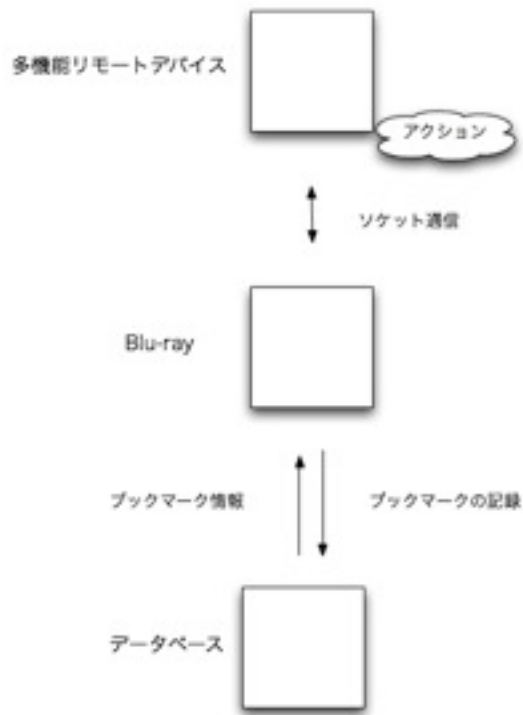 多機能リモートデバイス
アクション
ソケット通信
Blu-ray
ブックマーク情報
ブックマークの記録
データベース